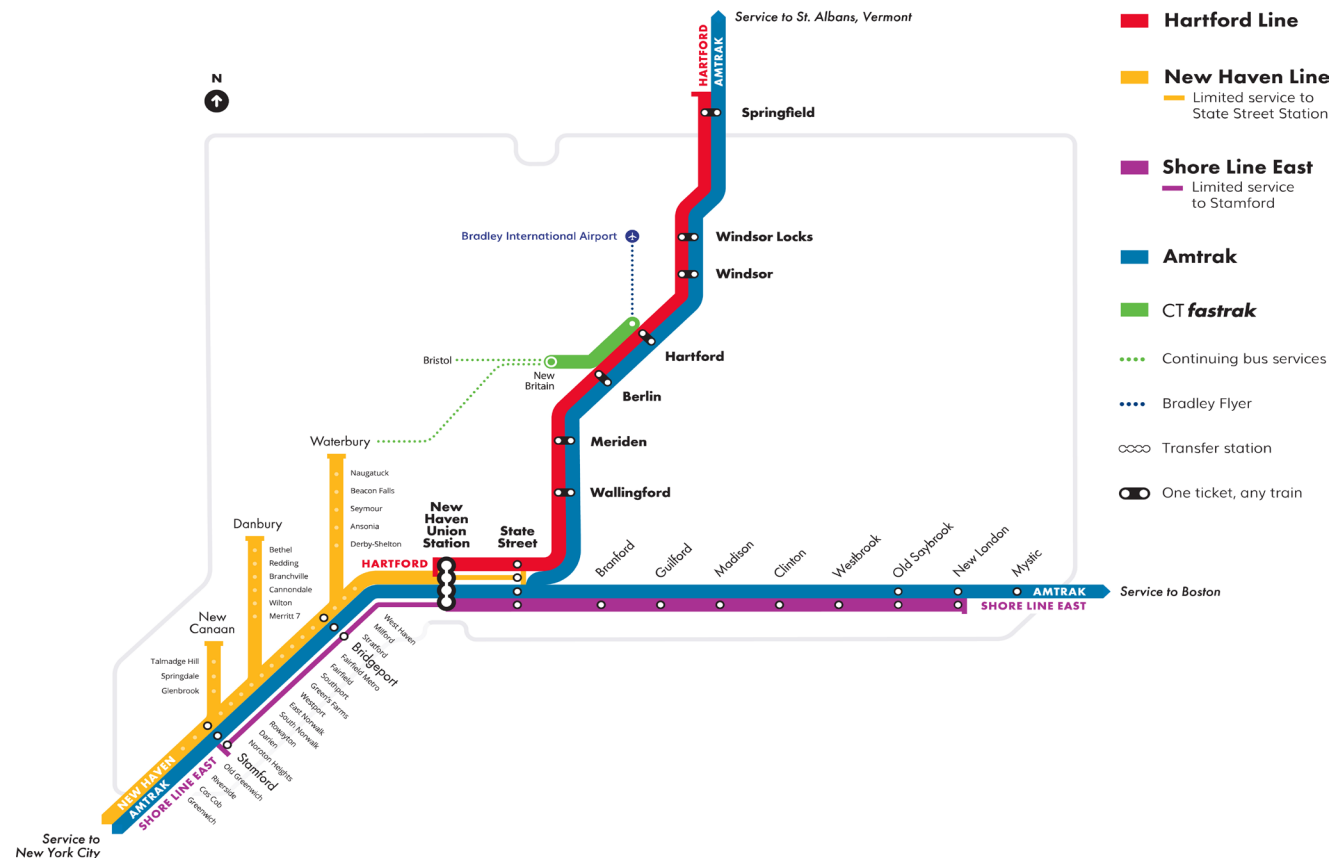 Service to St. Albans, Vermont
HARTFORD
AMTRAK
N
Springfield
Bradley International Airport
Windsor Locks
Windsor
Hartford
Bristol
New
Britain
Berlin
Waterbury
Meriden
Naugatuck
Beacon Falls
Seymour
Ansonia
Derby-Shelton
Wallingford
New
Haven
Union
Station
State
Street
HARTFORD
Danbury
Bethel
Redding
Branchville
Cannondale
Wilton
Merritt 7
New
Canaan
Talmadge Hill
Springdale
Glenbrook
Branford
Guilford
Madison
Clinton
Westbrook
Old Saybrook
New London
Mystic
AMTRAK
SHORE LINE EAST
Service to Boston
West Haven
Milford
Stratford
Bridgeport
Fairfield Metro
Fairfield
Southport
Green's Farms
Westport
East Norwalk
South Norwalk
Rowayton
Darien
Noroton Heights
Stamford
Old Greenwich
Riverside
Cos Cob
Greenwich
NEW HAVEN
AMTRAK
SHORE LINE EAST
Service to
New York City
Hartford Line
New Haven Line
Limited service to
State Street Station
Shore Line East
Limited service
to Stamford
Amtrak
CTfastrak
Continuing bus services
Bradley Flyer
Transfer station
One ticket, any train